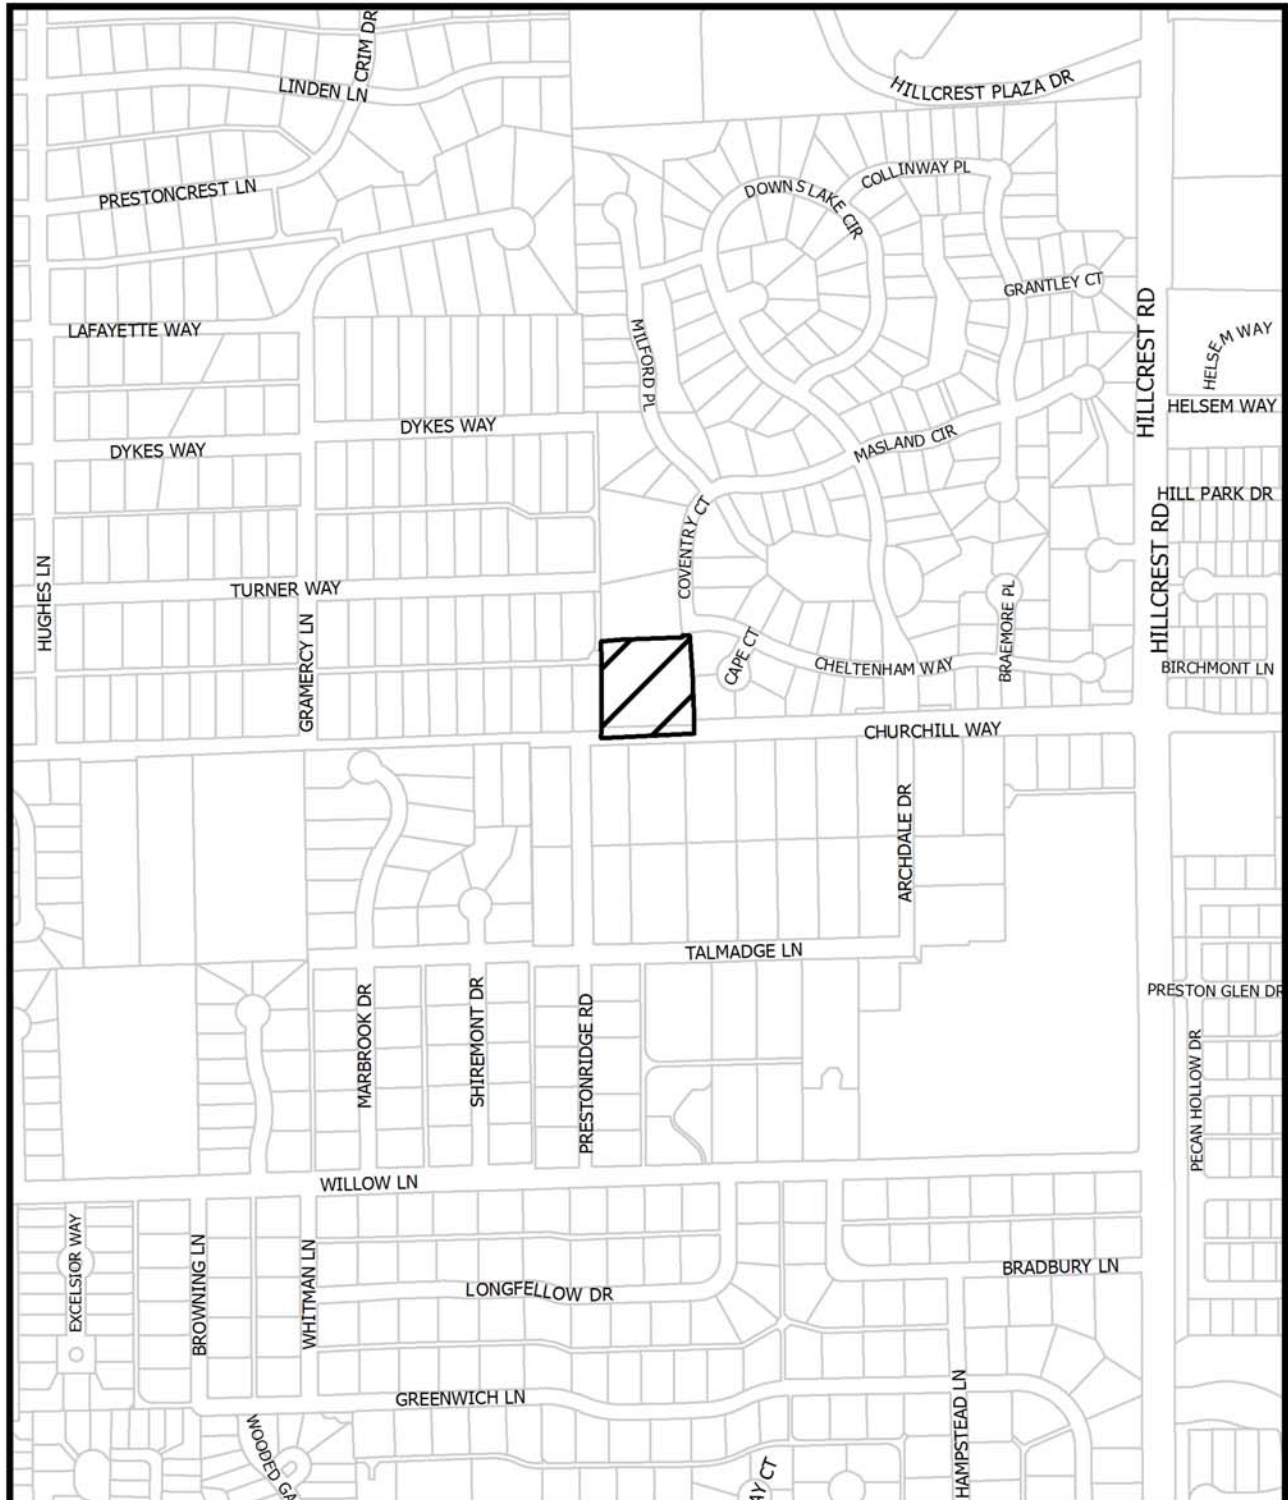 CRIM DR
LINDEN LN
HILLCREST PLAZA DR
PRESTONCREST LN
COLLINWAY PL
DOWNS LAKE CIR
GRANTLEY CT
LAFAYETTE WAY
MILFORD PL
HILLCREST RD
HELSEM WAY
HELSEM WAY
DYKES WAY
DYKES WAY
MASLAND CIR
HILL PARK DR
COVENTRY CT
HILLCREST RD
HUGHES LN
TURNER WAY
GRAMERCY LN
CAPE CT
CHELTENHAM WAY
BRAEMORE PL
BIRCHMONT LN
CHURCHILL WAY
ARCHDALE DR
TALMADGE LN
MARBROOK DR
SHIREMONT DR
PRESTONRIDGE RD
PRESTON GLEN DR
PECAN HOLLOW DR
WILLOW LN
EXCELSIOR WAY
BROWNING LN
WHITMAN LN
LONGFELLOW DR
BRADBURY LN
GREENWICH LN
HAMPSTEAD LN
WOODED GA
AY CT